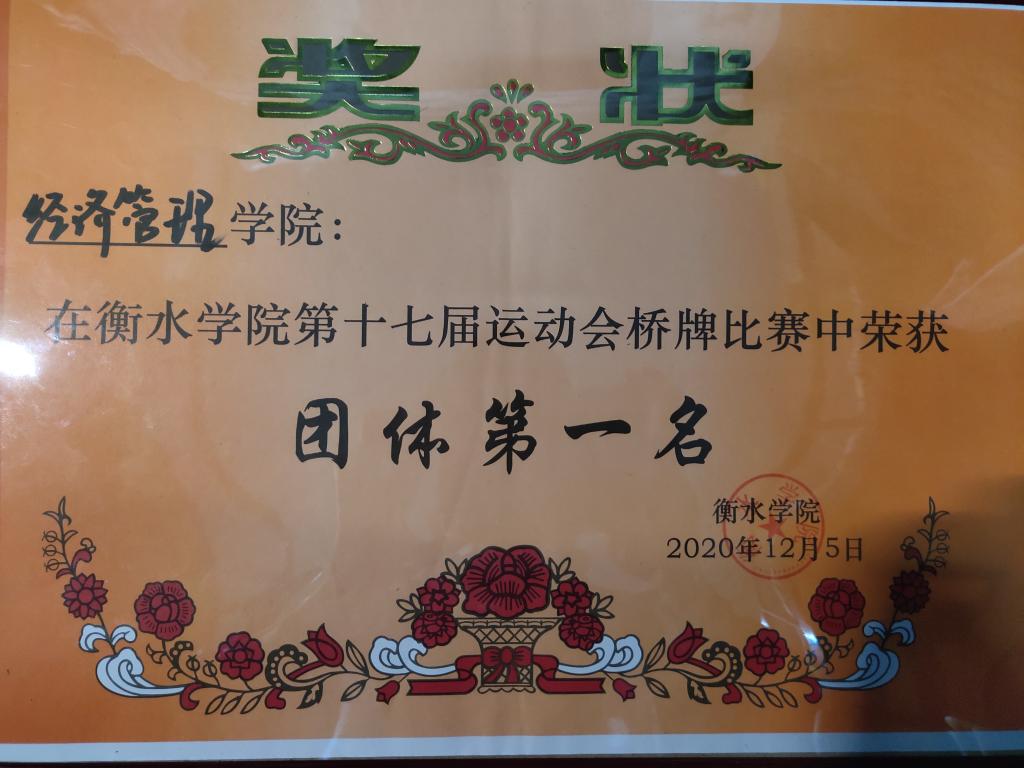 奖状
经济管理学院：
在衡水学院第十七届运动会桥牌比赛中荣获
团体第一名
衡水学院
2020年12月5日